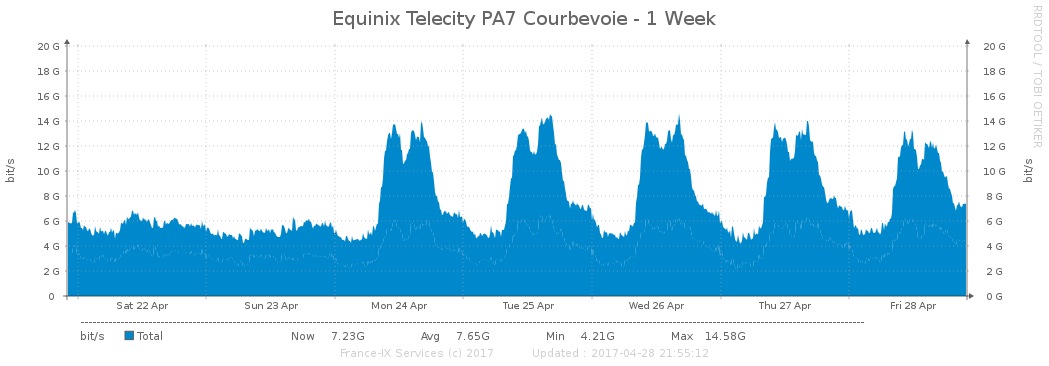 Equinix Telecity PA7 Courbevoie - 1 Week
RRDTOOL / TOBI OETIKER
20 G 20 G
18 G 18 G
16 G 16 G
14 G 14 G
12 G 12 G
10 G 10 G
8 G 8 G
6 G 6 G
4 G 4 G
2 G 2 G
0 0 G
bit/s
bit/s
Sat 22 Apr Sun 23 Apr Mon 24 Apr Tue 25 Apr Wed 26 Apr Thu 27 Apr Fri 28 Apr
bit/s Total Now 7.23G Avg 7.65G Min 4.21G Max 14.58G
France-IX Services (c) 2017 Updated : 2017-04-28 21:55:12